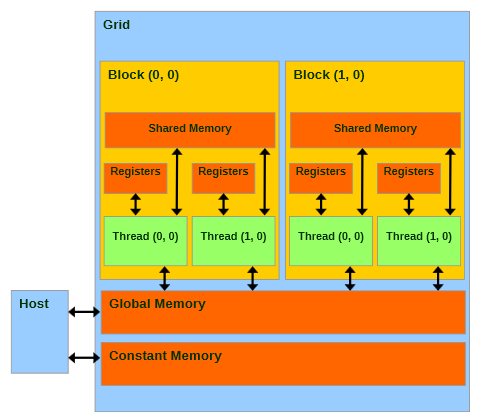 Grid
Block (0, 0)
Block (1, 0)
Shared Memory
Shared Memory
Registers
Registers
Registers
Registers
Thread (0, 0)
Thread (1, 0)
Thread (0, 0)
Thread (1, 0)
Host
Global Memory
Constant Memory